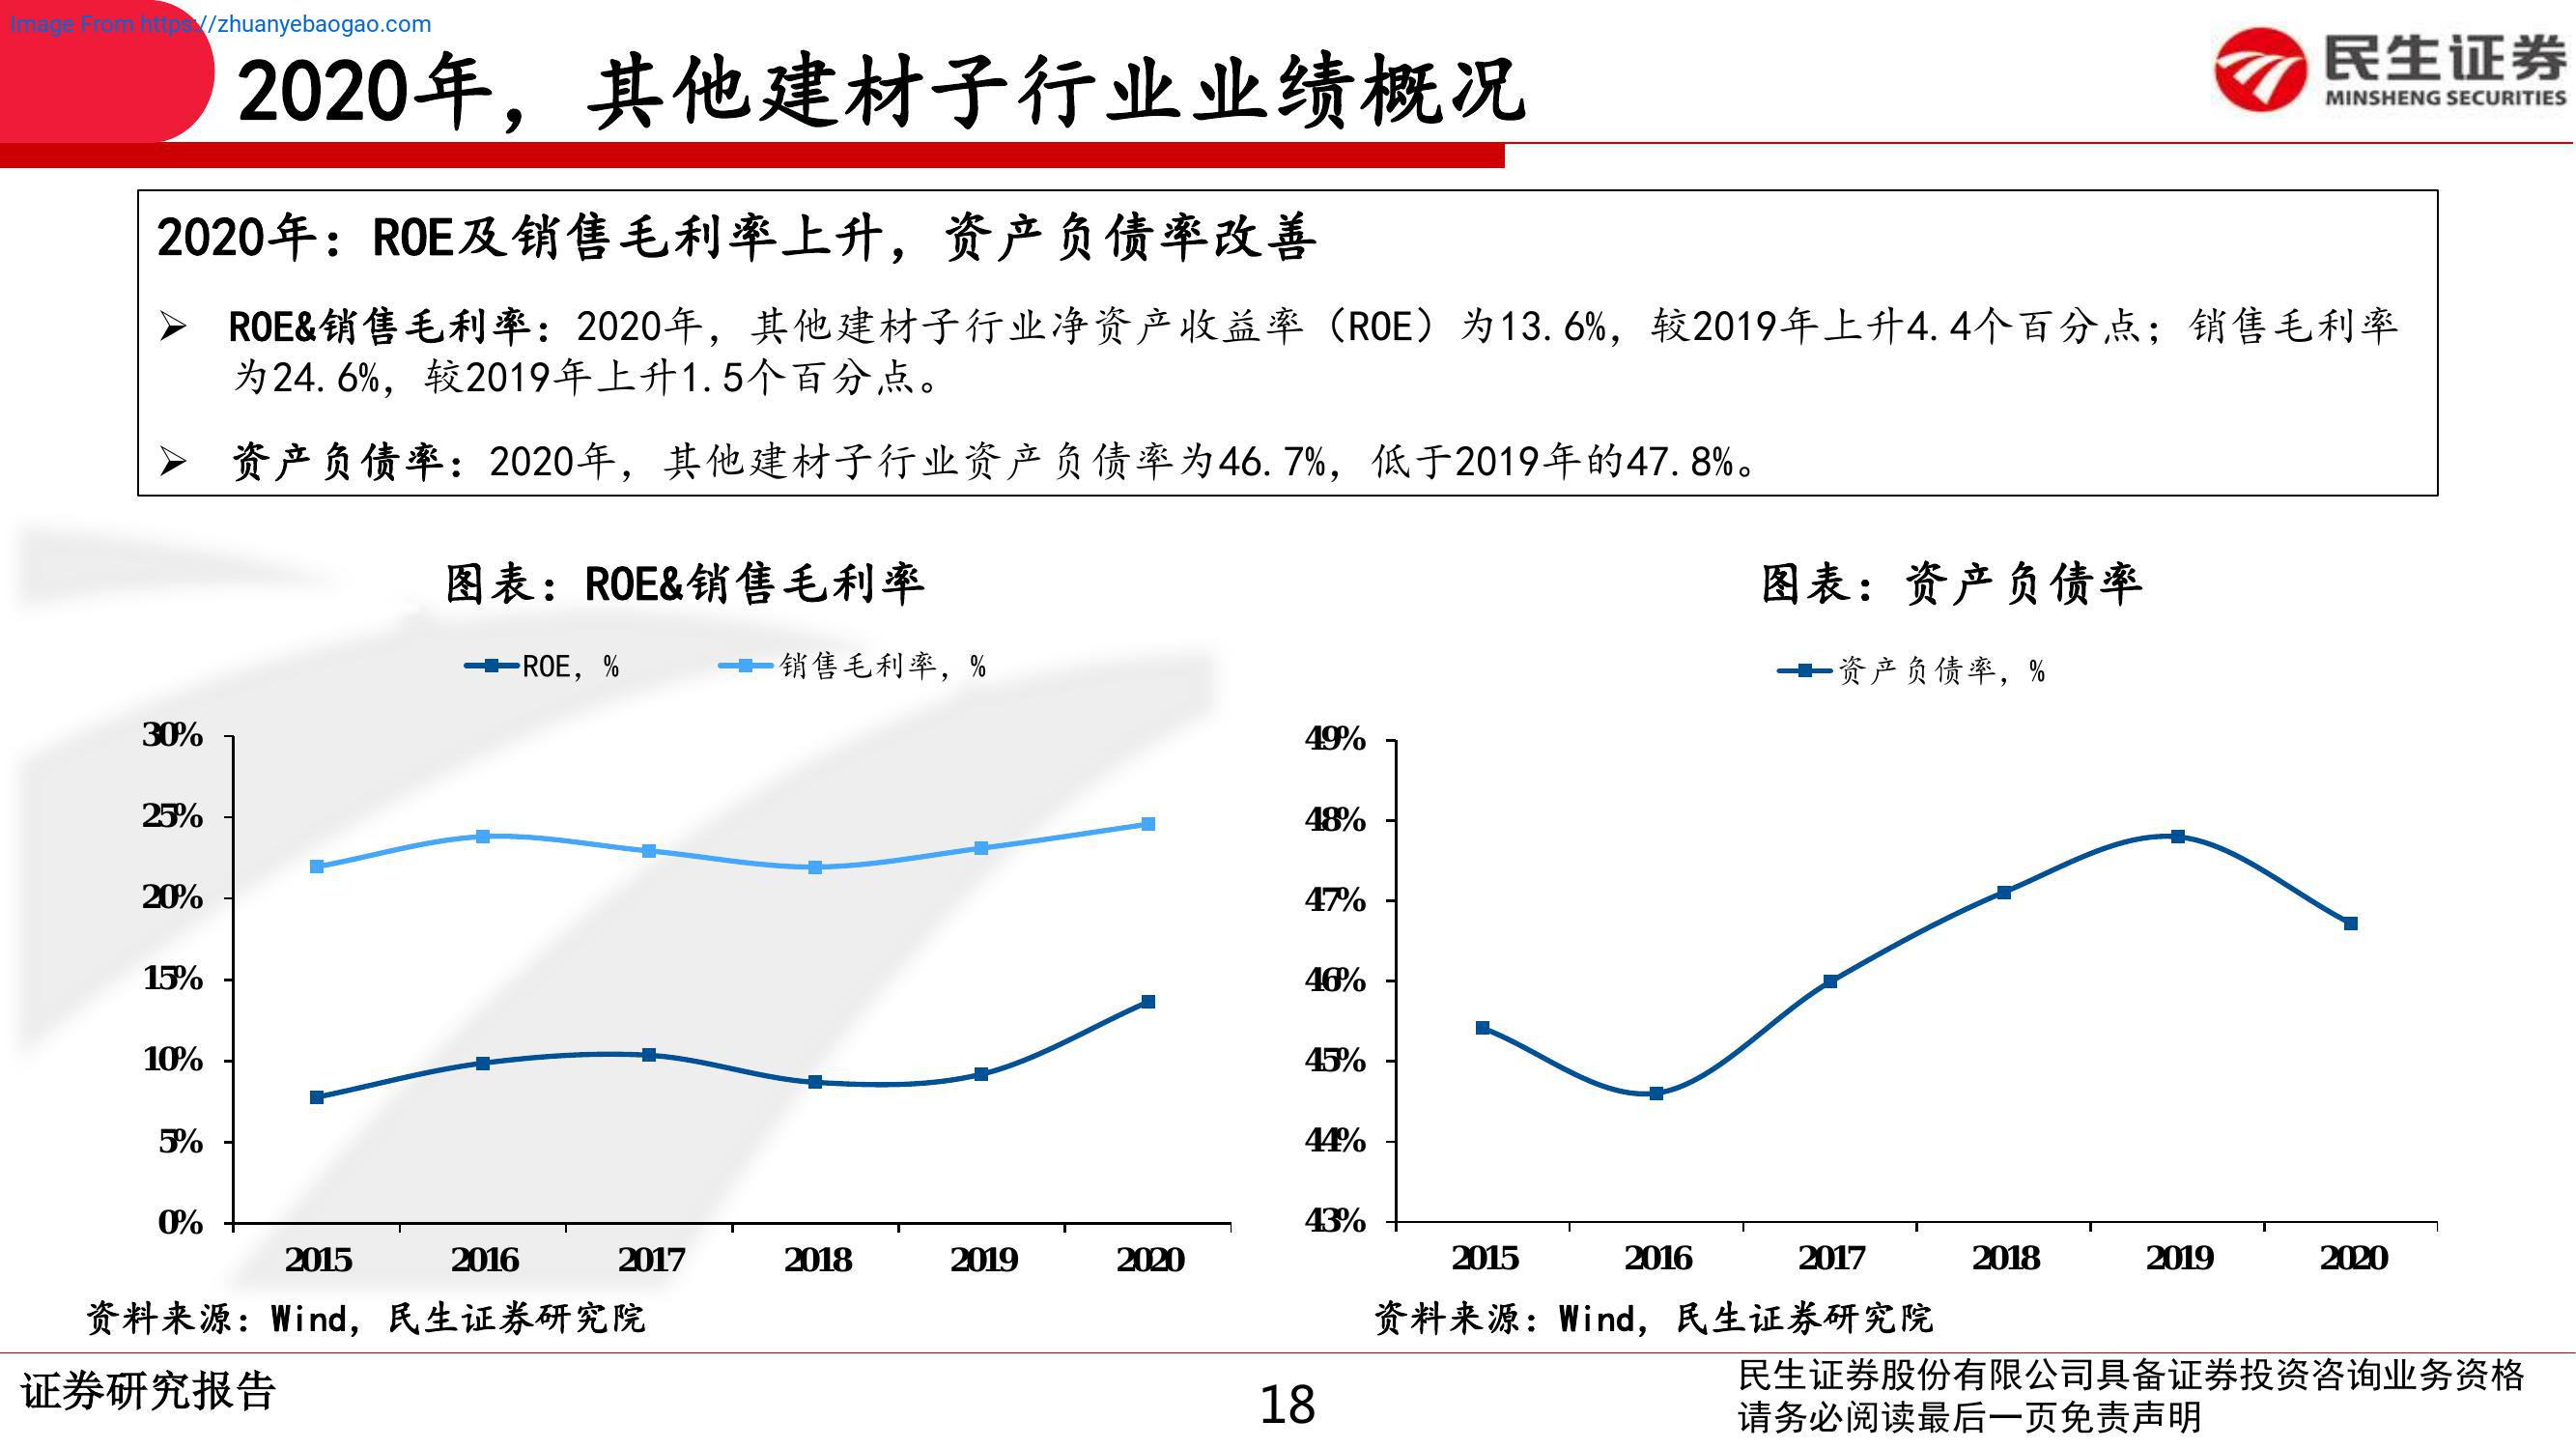 Image From https://zhuanyebaogao.com
2020年，其他建材子行业业绩概况
民生证券
MINSHENG SECURITIES
2020年：ROE及销售毛利率上升，资产负债率改善
➢ ROE&销售毛利率：2020年，其他建材子行业净资产收益率（ROE）为13.6%，较2019年上升4.4个百分点；销售毛利率
为24.6%，较2019年上升1.5个百分点。
➢ 资产负债率：2020年，其他建材子行业资产负债率为46.7%，低于2019年的47.8%。
图表：ROE&销售毛利率
ROE，% 销售毛利率，%
30%
25%
20%
15%
10%
5%
0%
2015 2016 2017 2018 2019 2020
资料来源：Wind，民生证券研究院
图表：资产负债率
资产负债率，%
49%
48%
47%
46%
45%
44%
43%
2015 2016 2017 2018 2019 2020
资料来源：Wind，民生证券研究院
证券研究报告
18
民生证券股份有限公司具备证券投资咨询业务资格
请务必阅读最后一页免责声明